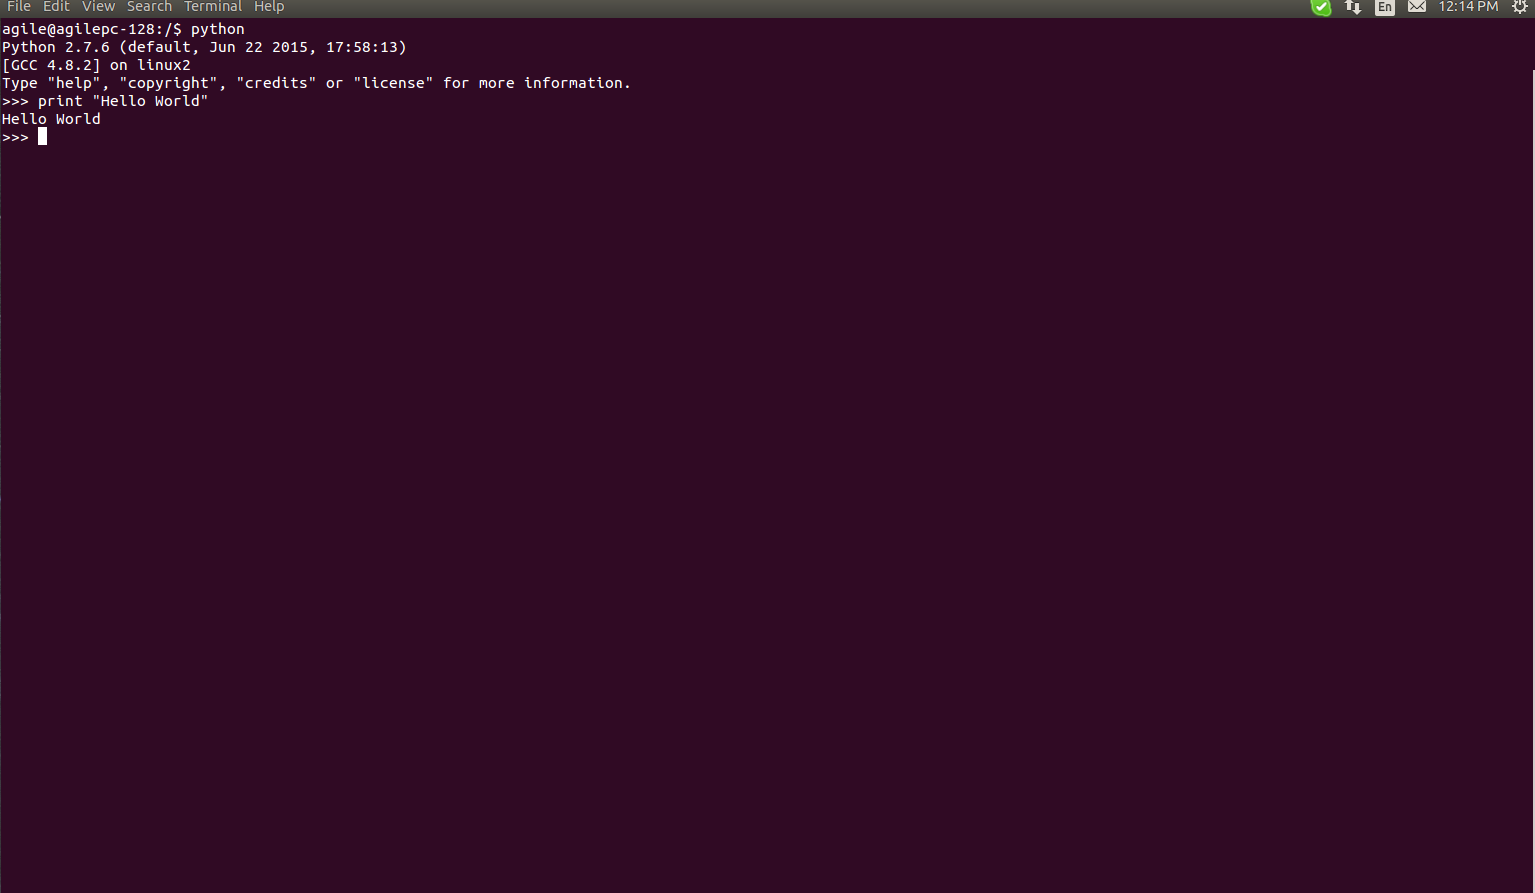 File Edit View Search Terminal Help En 12:14 PM
agile@agilepc-128:/$ python
Python 2.7.6 (default, Jun 22 2015, 17:58:13)
[GCC 4.8.2] on linux2
Type "help", "copyright", "credits" or "license" for more information.
>>> print "Hello World"
Hello World
>>>